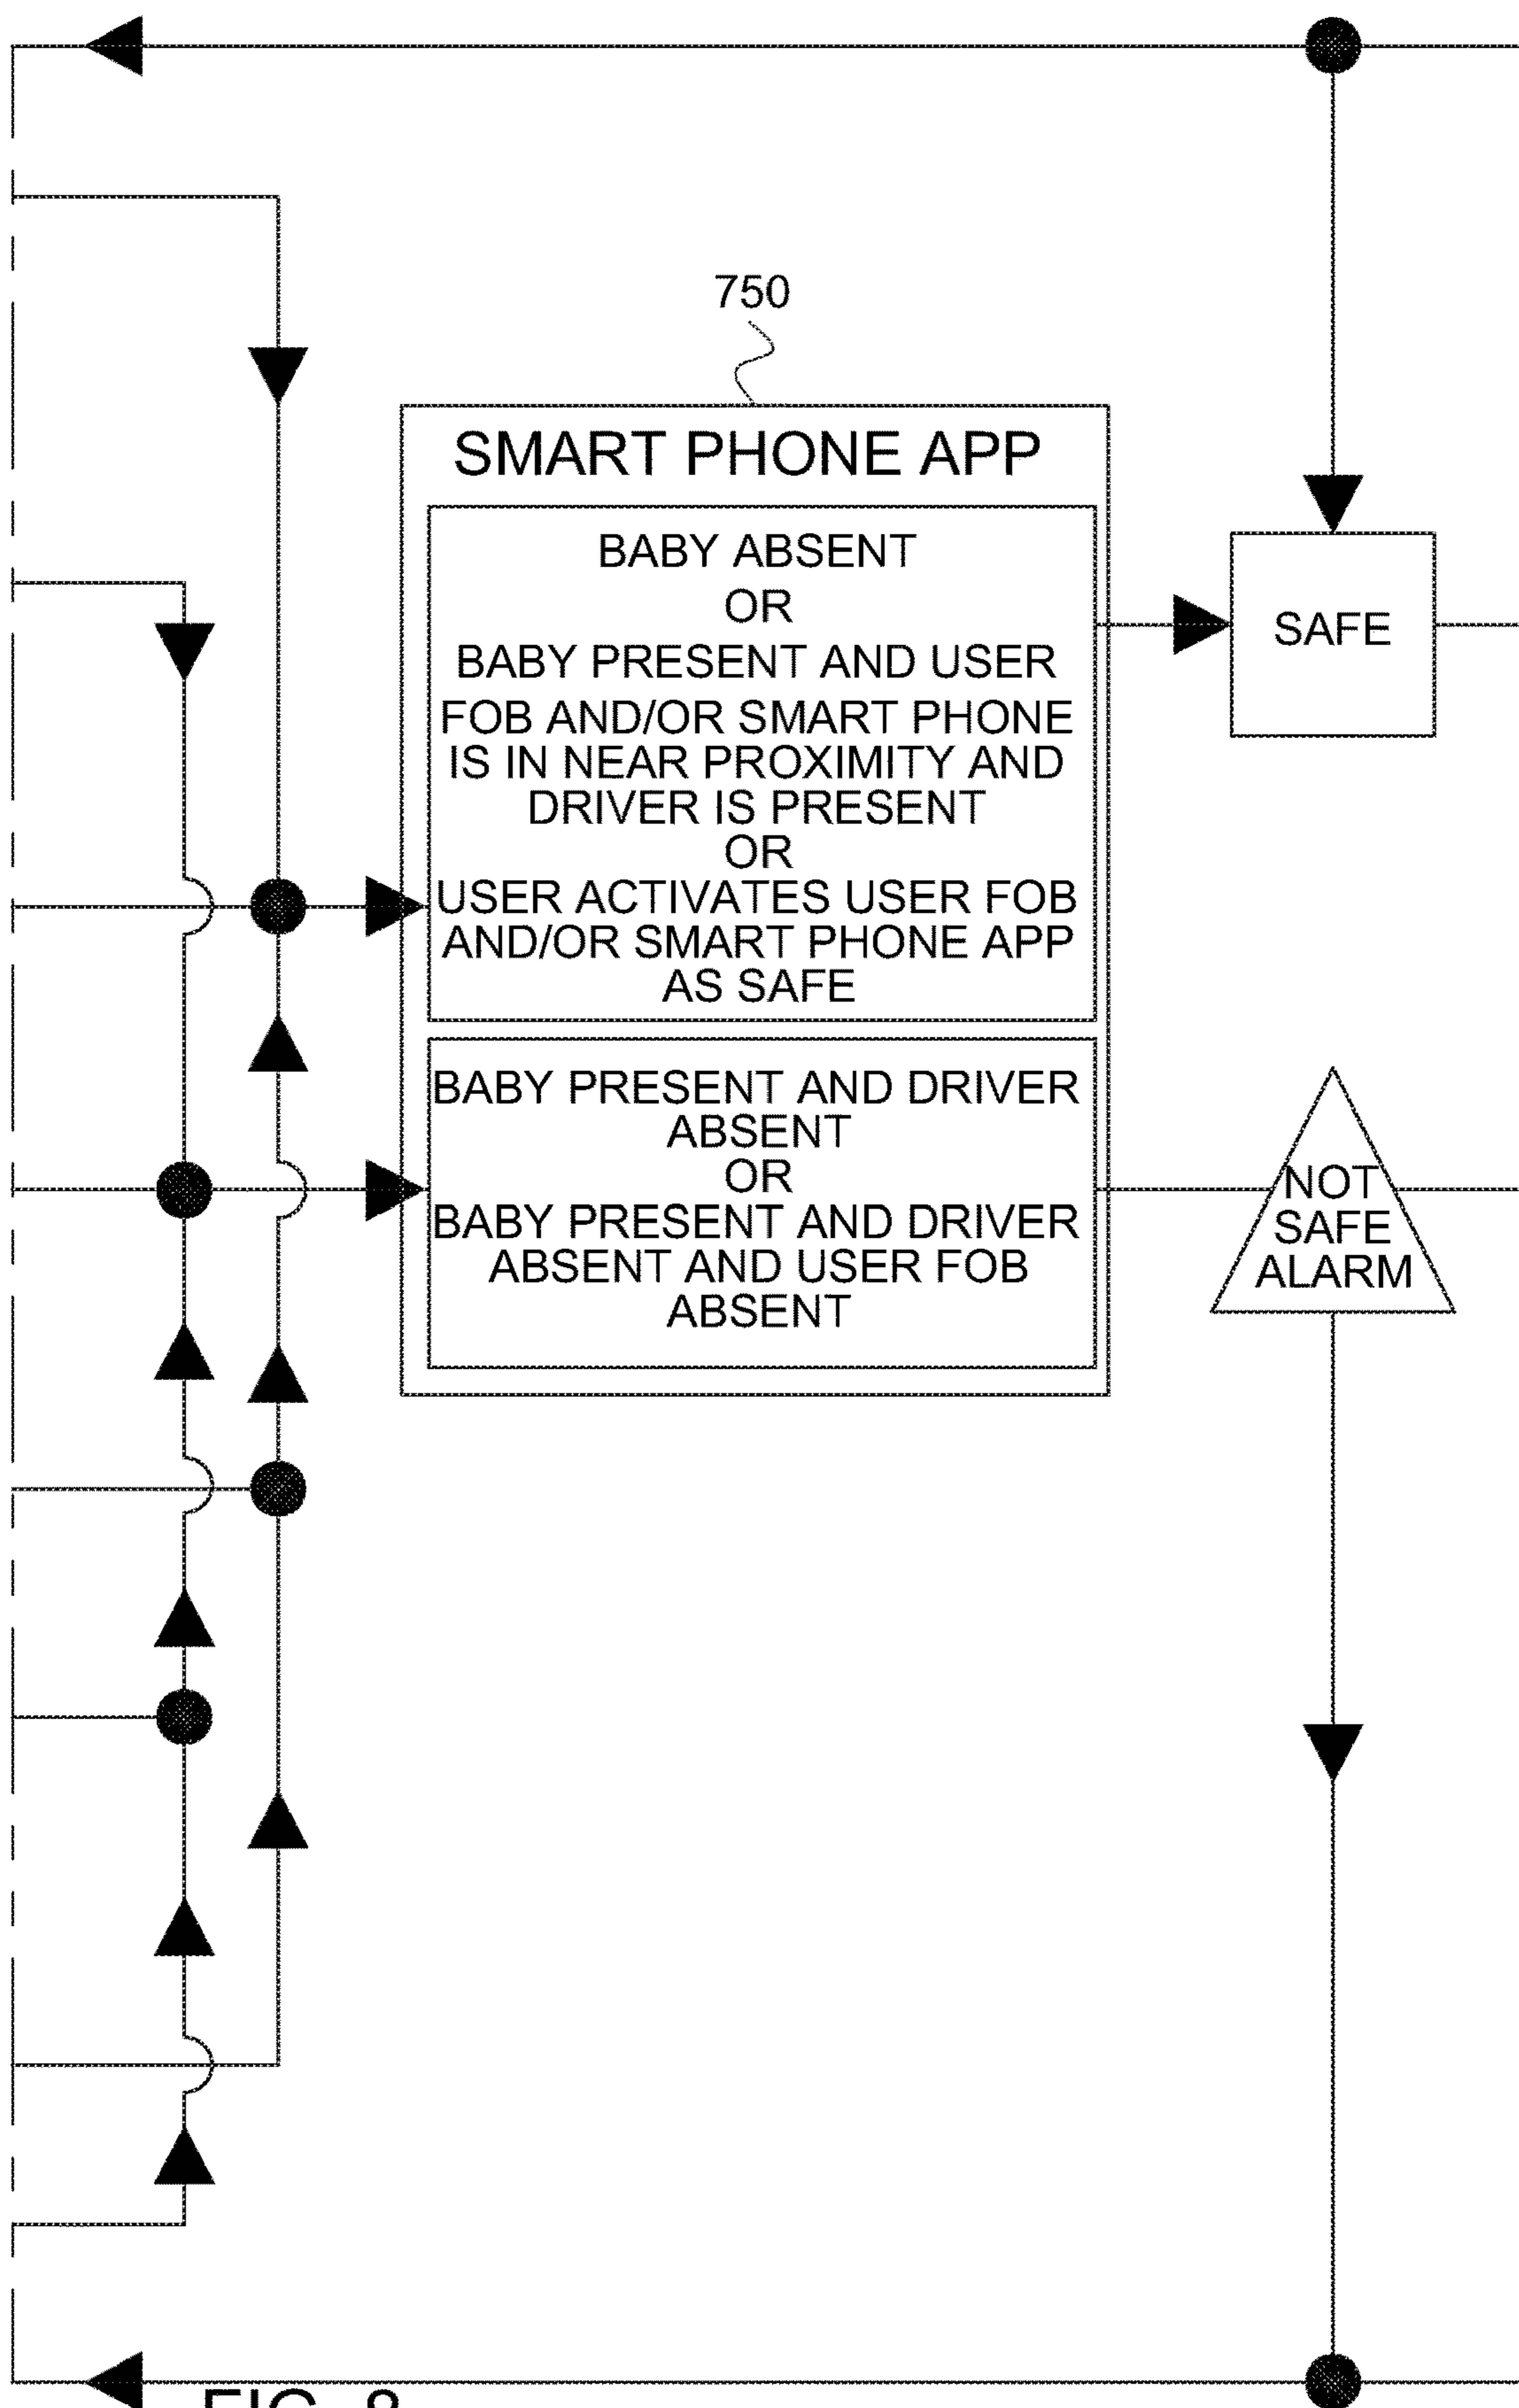 750
SMART PHONE APP
BABY ABSENT
OR
BABY PRESENT AND USER
FOB AND/OR SMART PHONE
IS IN NEAR PROXIMITY AND
DRIVER IS PRESENT
OR
USER ACTIVATES USER FOB
AND/OR SMART PHONE APP
AS SAFE
SAFE
BABY PRESENT AND DRIVER
ABSENT
OR
BABY PRESENT AND DRIVER
ABSENT AND USER FOB
ABSENT
NOT
SAFE
ALARM
FIG. 8